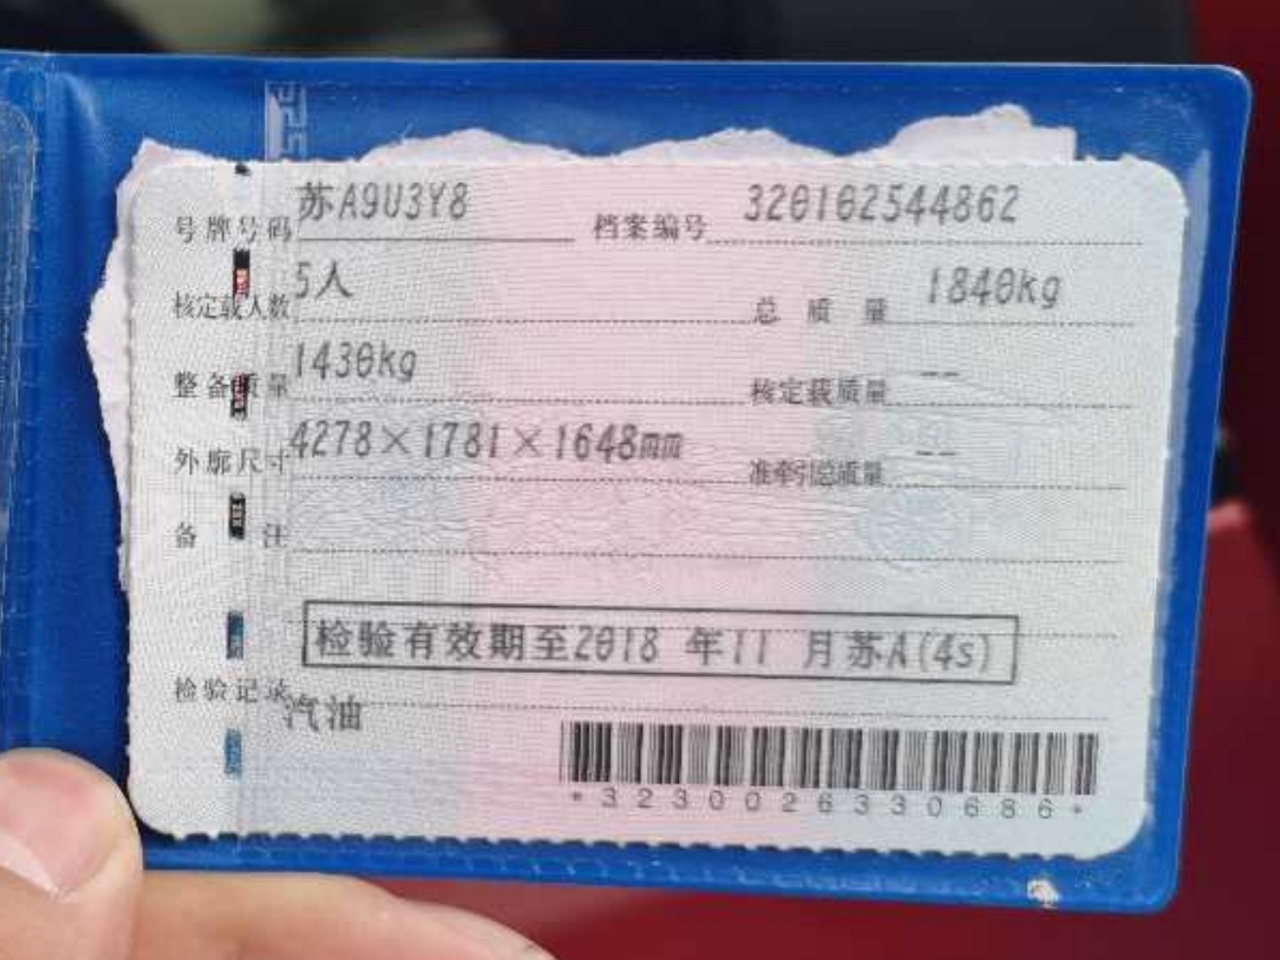 号牌号码 苏A9U3Y8 档案编号 320102544862
核定载人数 5人 总质量 1840kg
整备质量 1430kg 核定载质量 --
外廓尺寸 4278×1781×1648mm 准牵引总质量 --
备注
检验有效期至2018 年11 月苏A(4s)
检验记录
汽油
*3230026330686*